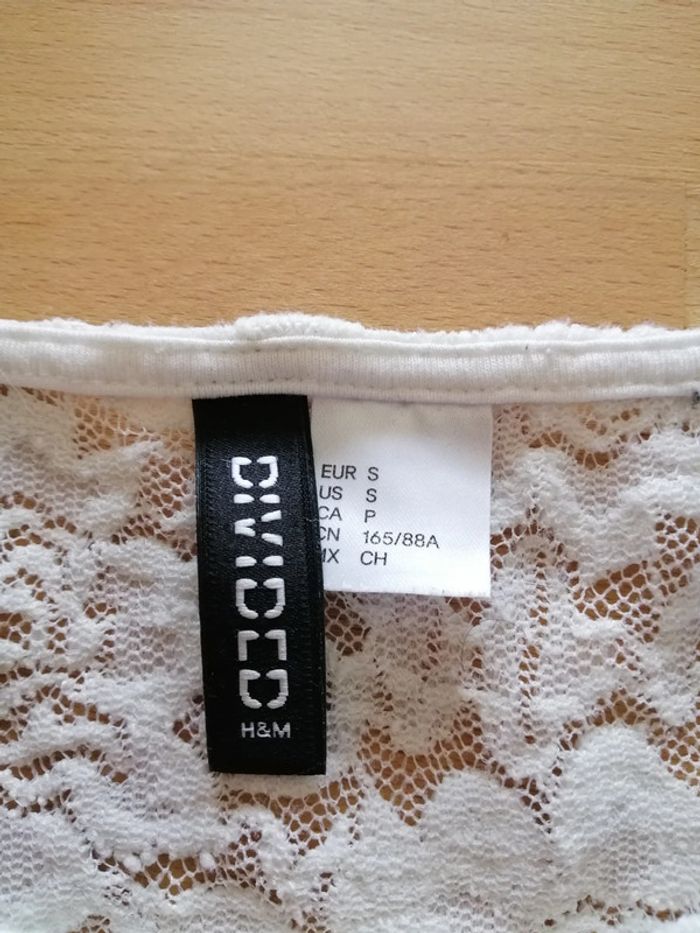 DIVIDED
H&M
EUR S
US S
CA P
CN 165/88A
MX CH